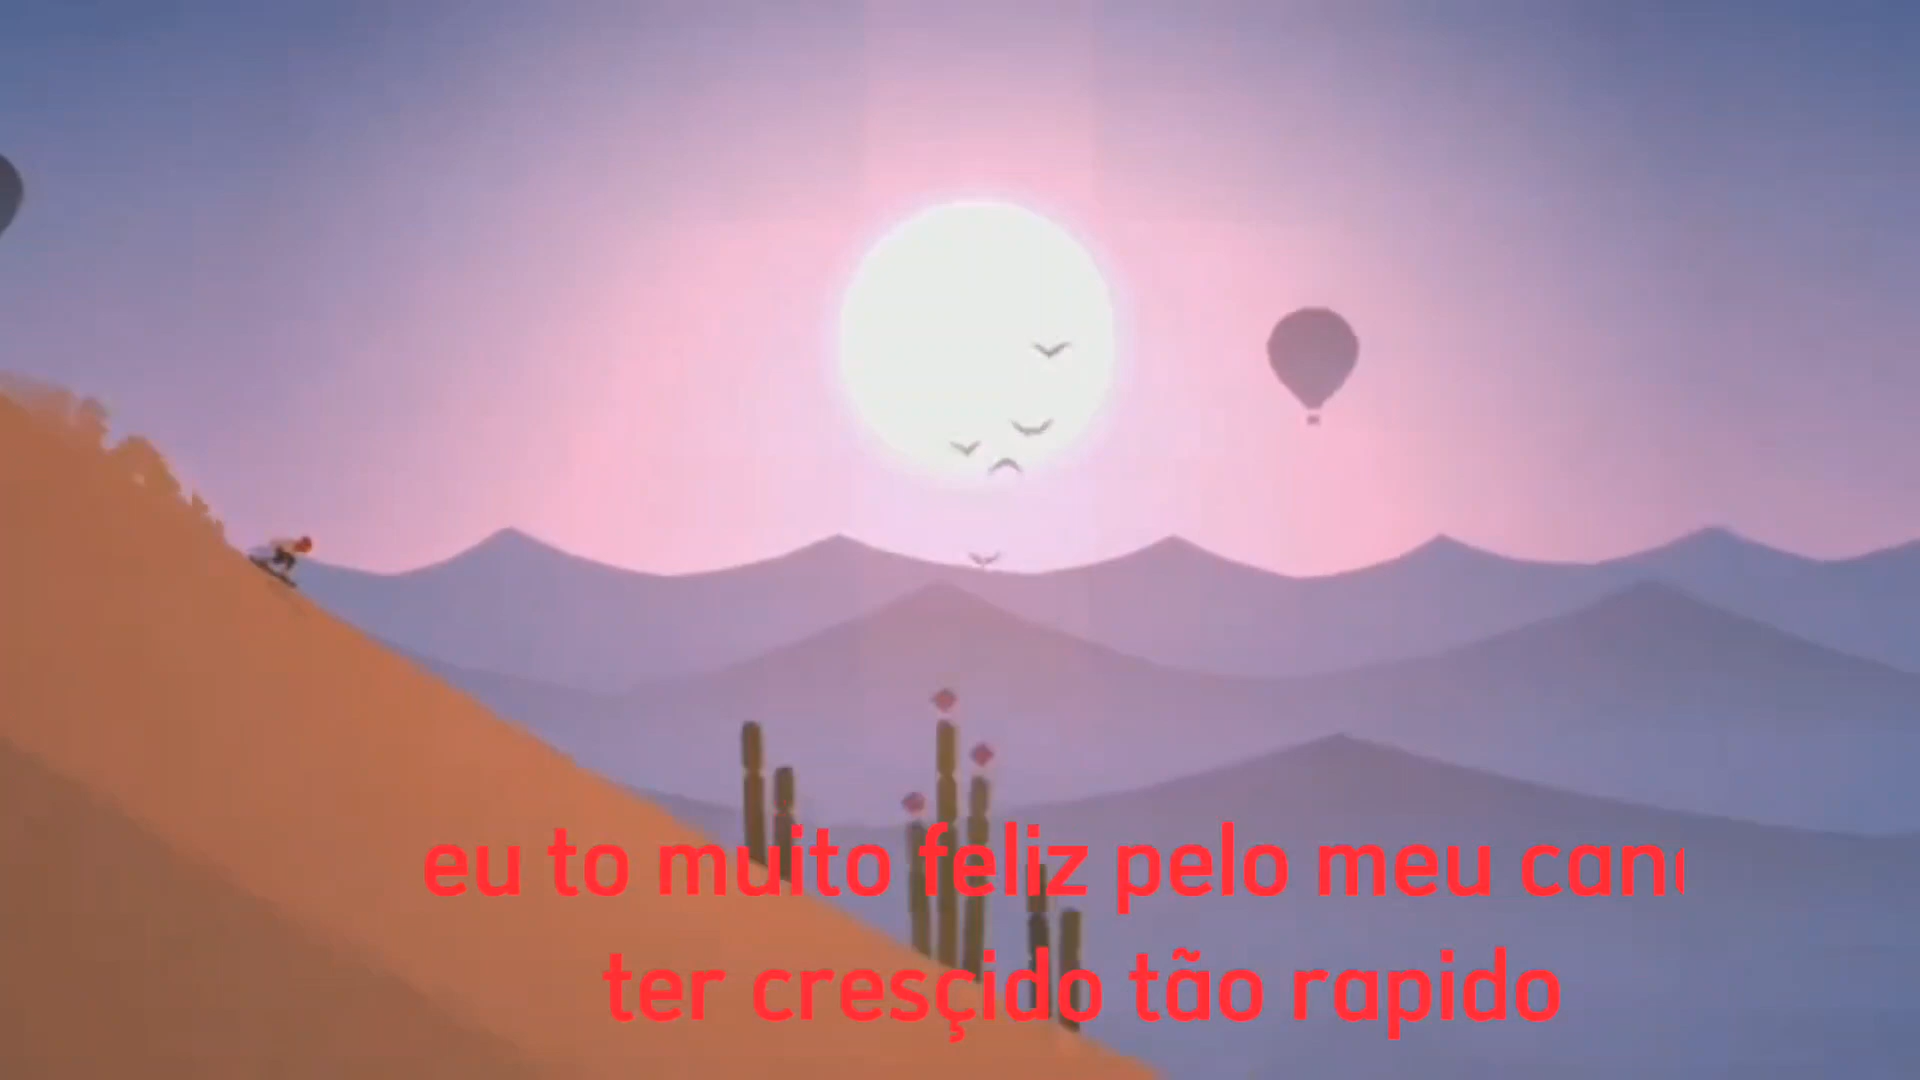 eu to muito feliz pelo meu
ter cresçido tão rapido